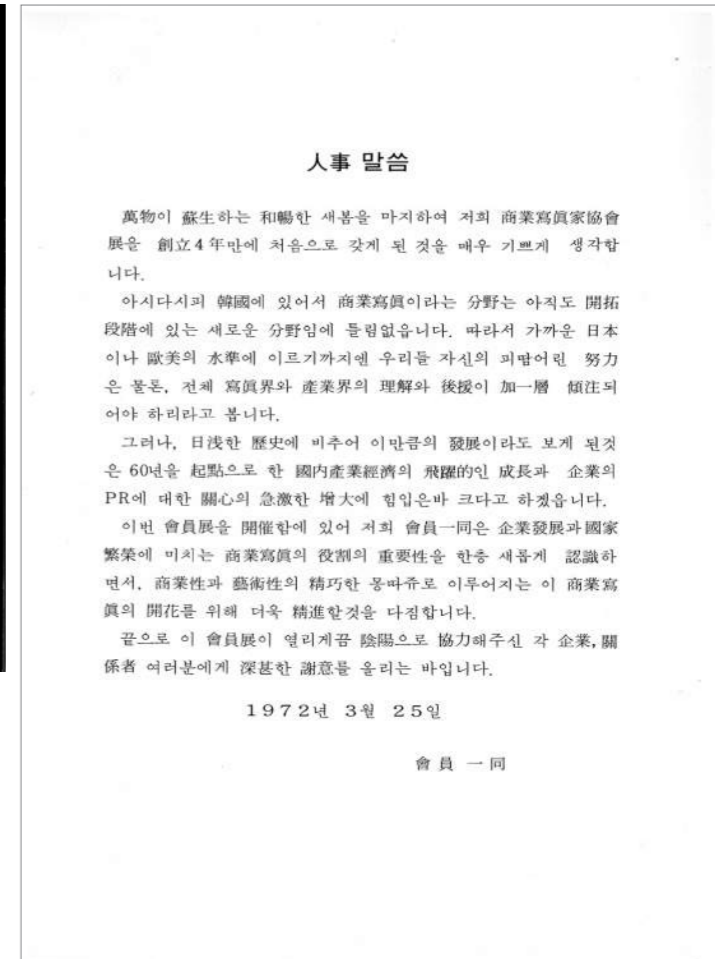 人事 말씀
萬物이 蘇生하는 和暢한 새봄을 마지하여 저희 商業寫眞家協會
展을 創立4年만에 처음으로 갖게 된 것을 매우 기쁘게 생각합
니다.
아시다시피 韓國에 있어서 商業寫眞이라는 分野는 아직도 開拓
段階에 있는 새로운 分野임에 틀림없읍니다. 따라서 가까운 日本
이나 歐美의 水準에 이르기까지엔 우리들 자신의 피땀어린 努力
은 물론, 전체 寫眞界와 產業界의 理解와 後援이 加一層 傾注되
어야 하리라고 봅니다.
그러나, 日浅한 歷史에 비추어 이만큼의 發展이라도 보게 된것
은 60년을 起點으로 한 國内產業經濟의 飛躍的인 成長과 企業의
PR에 대한 關心의 急激한 增大에 힘입은바 크다고 하겠읍니다.
이번 會員展을 開催함에 있어 저희 會員一同은 企業發展과國家
繁榮에 미치는 商業寫眞의 役割의 重要性을 한층 새롭게 認識하
면서, 商業性과 藝術性의 精巧한 몽따쥬로 이루어지는 이 商業寫
眞의 開花를 위해 더욱 精進할것을 다짐합니다.
끝으로 이 會員展이 열리게끔 陰陽으로 協力해주신 각 企業,關
係者 여러분에게 深甚한 謝意를 올리는 바입니다.
1972년 3월 25일
會員 一同